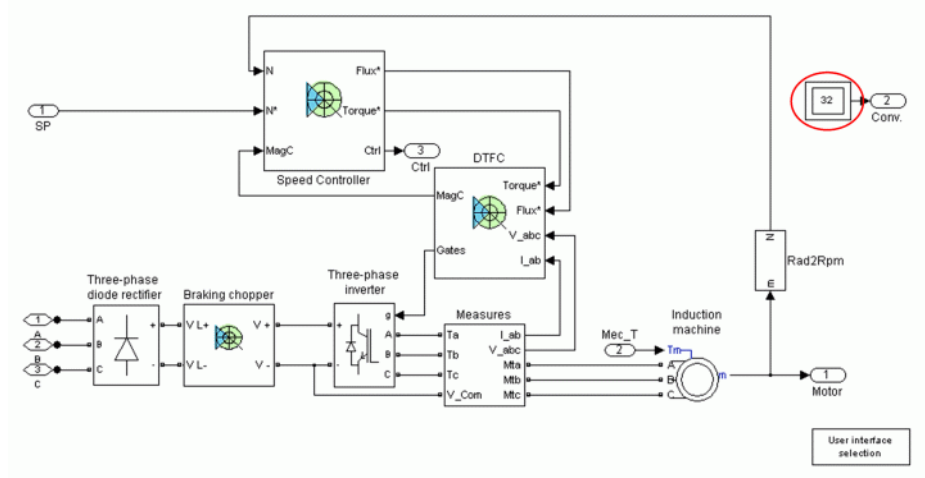 N
Flux*
1
SP
N*
Torque*
MagC
Ctrl
3
Ctrl
Speed Controller
32
2
Conv.
DTFC
MagC
Torque*
Flux*
V_abc
Gates
I_ab
N
Rad2Rpm
m
Three-phase
diode rectifier
Braking chopper
Three-phase
inverter
Measures
Induction
machine
1
A
2
B
3
C
A
B
C
+
-
V L+
V L-
V +
V -
+
-
g
A
B
C
Ta
Tb
Tc
V_Com
I_ab
V_abc
Mta
Mtb
Mtc
Mec_T
2
Tm
A
B
C
m
1
Motor
User interface
selection